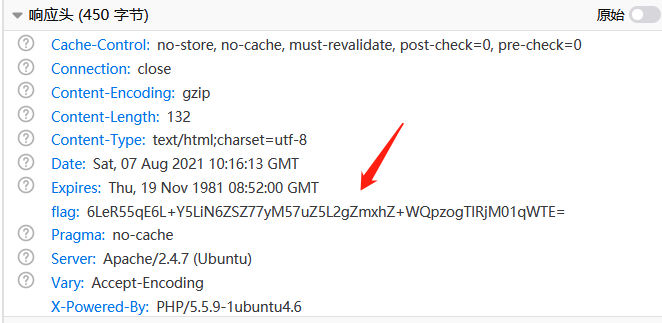 响应头 (450 字节)
原始
Cache-Control: no-store, no-cache, must-revalidate, post-check=0, pre-check=0
Connection: close
Content-Encoding: gzip
Content-Length: 132
Content-Type: text/html;charset=utf-8
Date: Sat, 07 Aug 2021 10:16:13 GMT
Expires: Thu, 19 Nov 1981 08:52:00 GMT
flag: 6LeR55qE6L+Y5LiN6ZSZ77yM57uZ5L2gZmxhZ+WQpzogTlRjM01qWTE=
Pragma: no-cache
Server: Apache/2.4.7 (Ubuntu)
Vary: Accept-Encoding
X-Powered-By: PHP/5.5.9-1ubuntu4.6